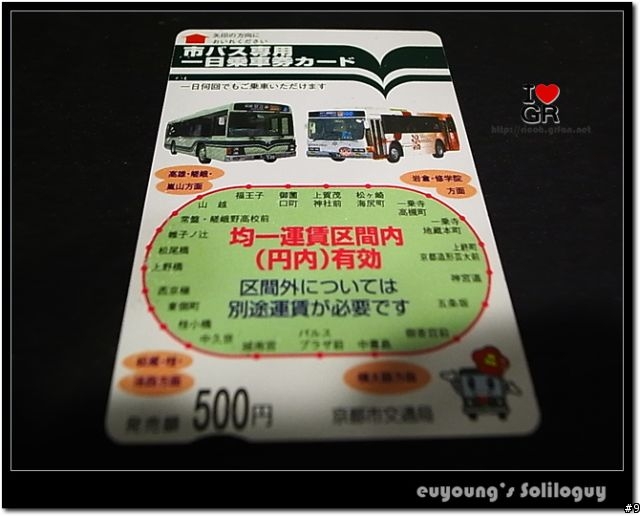 矢印の方向に
おいれください
市バス専用
一日乗車券カード
一日何回でもご乗車いただけます
I GR
高雄・嵯峨・
嵐山方面
岩倉・修学院
方面
福王子
御薗
口町
上賀茂
神社前
松ヶ崎
海尻町
山越
一乗寺
高槻町
常盤・嵯峨野高校前
一乗寺
地蔵本町
帷子ノ辻
上終町
京都造形芸大前
松尾橋
神宮道
上野橋
五条坂
西京極
東側町
桂小橋
中久世
城南宮
パルス
プラザ前
中書島
均一運賃区間内
(円内)有効
区間外については
別途運賃が必要です
松尾・桂・
洛西方面
横大路方面
発売額 500円
京都市交通局
euyoung's Soliloguy
#9